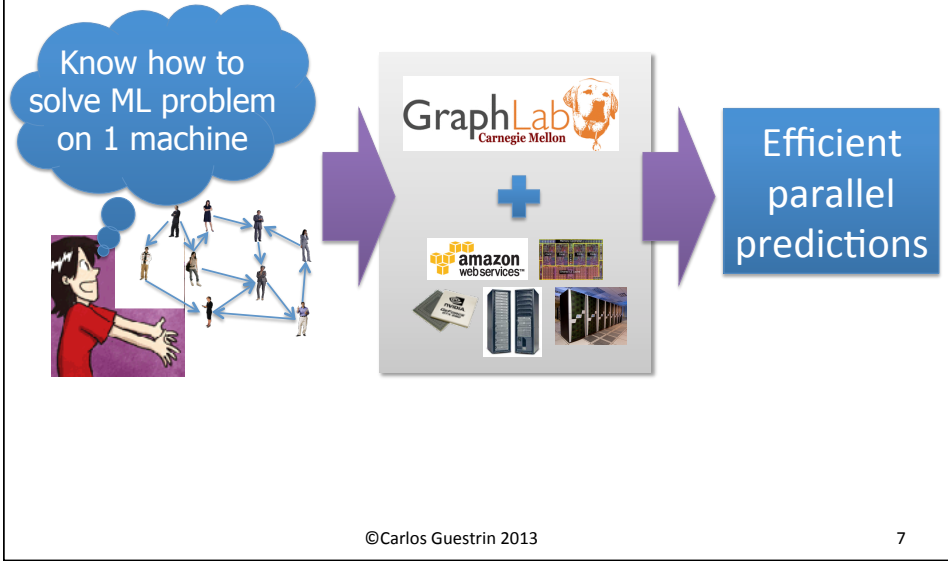 Know how to
solve ML problem
on 1 machine
GraphLab
Carnegie Mellon
amazon
webservices™
NVIDIA
Efficient
parallel
predictions
©Carlos Guestrin 2013
7